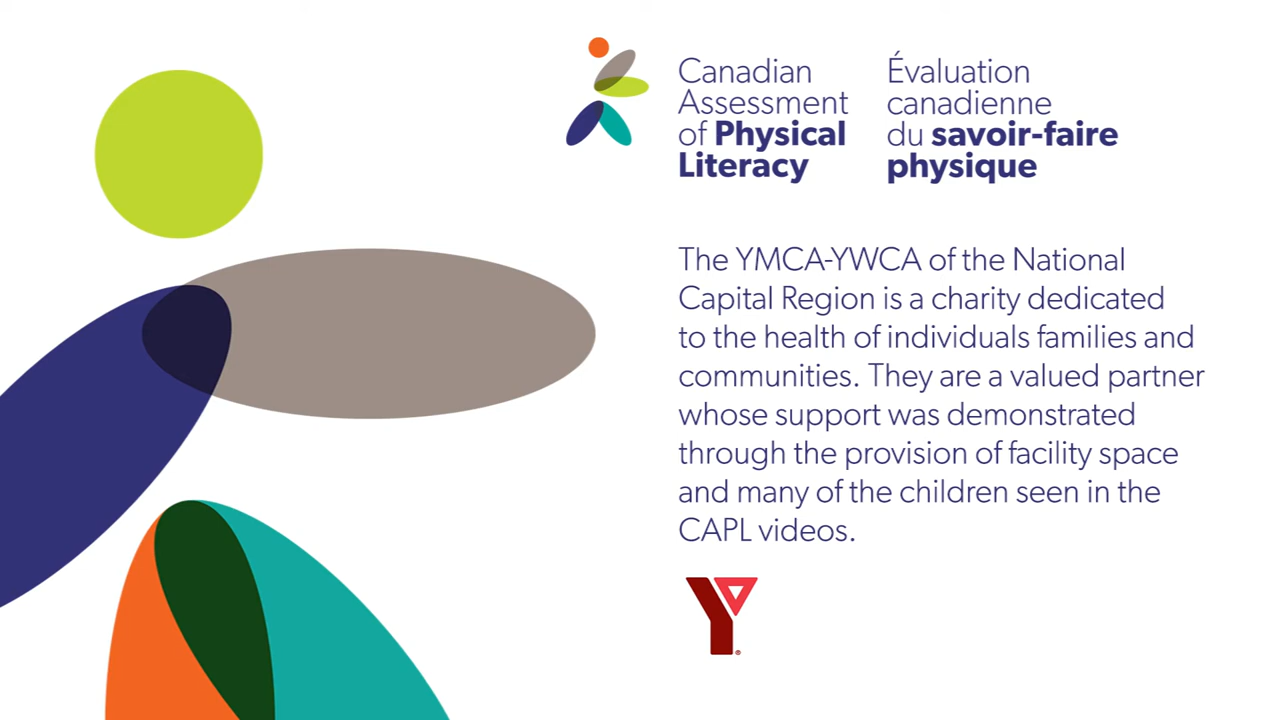 Canadian
Assessment
of Physical
Literacy
Évaluation
canadienne
du savoir-faire
physique
The YMCA-YWCA of the National
Capital Region is a charity dedicated
to the health of individuals families and
communities. They are a valued partner
whose support was demonstrated
through the provision of facility space
and many of the children seen in the
CAPL videos.
Y®